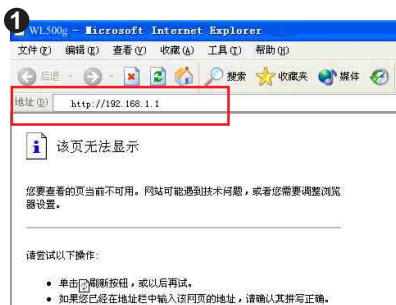 1
WL500g - Microsoft Internet Explorer
文件(F) 编辑(E) 查看(V) 收藏(A) 工具(T) 帮助(H)
后退 搜索 收藏夹 媒体
地址(D) http://192.168.1.1
该页无法显示
您要查看的页当前不可用。网站可能遇到技术问题，或者您需要调整浏览
器设置。
请尝试以下操作:
• 单击刷新按钮，或以后再试。
• 如果您已经在地址栏中输入该网页的地址，请确认其拼写正确。